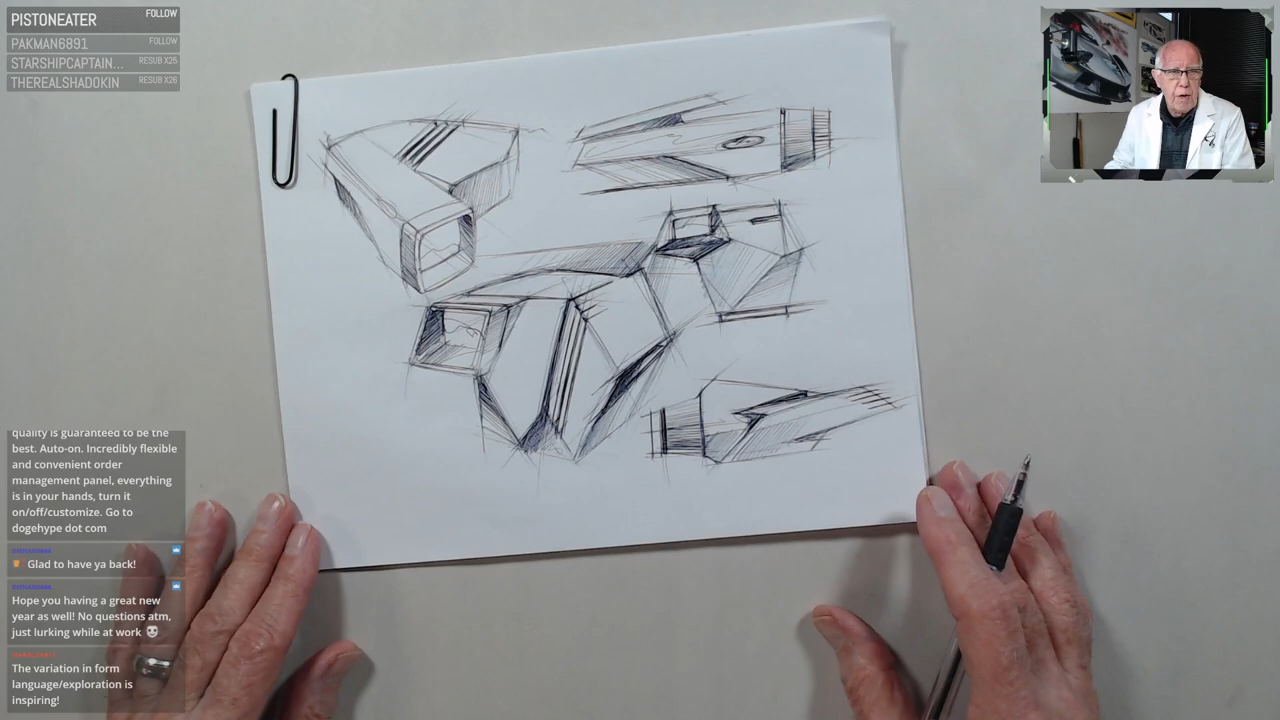 PISTONEATER FOLLOW
PAKMAN6891 FOLLOW
STARSHIPCAPTAIN... RESUB X25
THEREALSHADOKIN RESUB X26
quality is guaranteed to be the
best. Auto-on. Incredibly flexible
and convenient order
management panel, everything
is in your hands, turn it
on/off/customize. Go to
dogehype dot com
Glad to have ya back!
Hope you having a great new
year as well! No questions atm,
just lurking while at work
The variation in form
language/exploration is
inspiring!